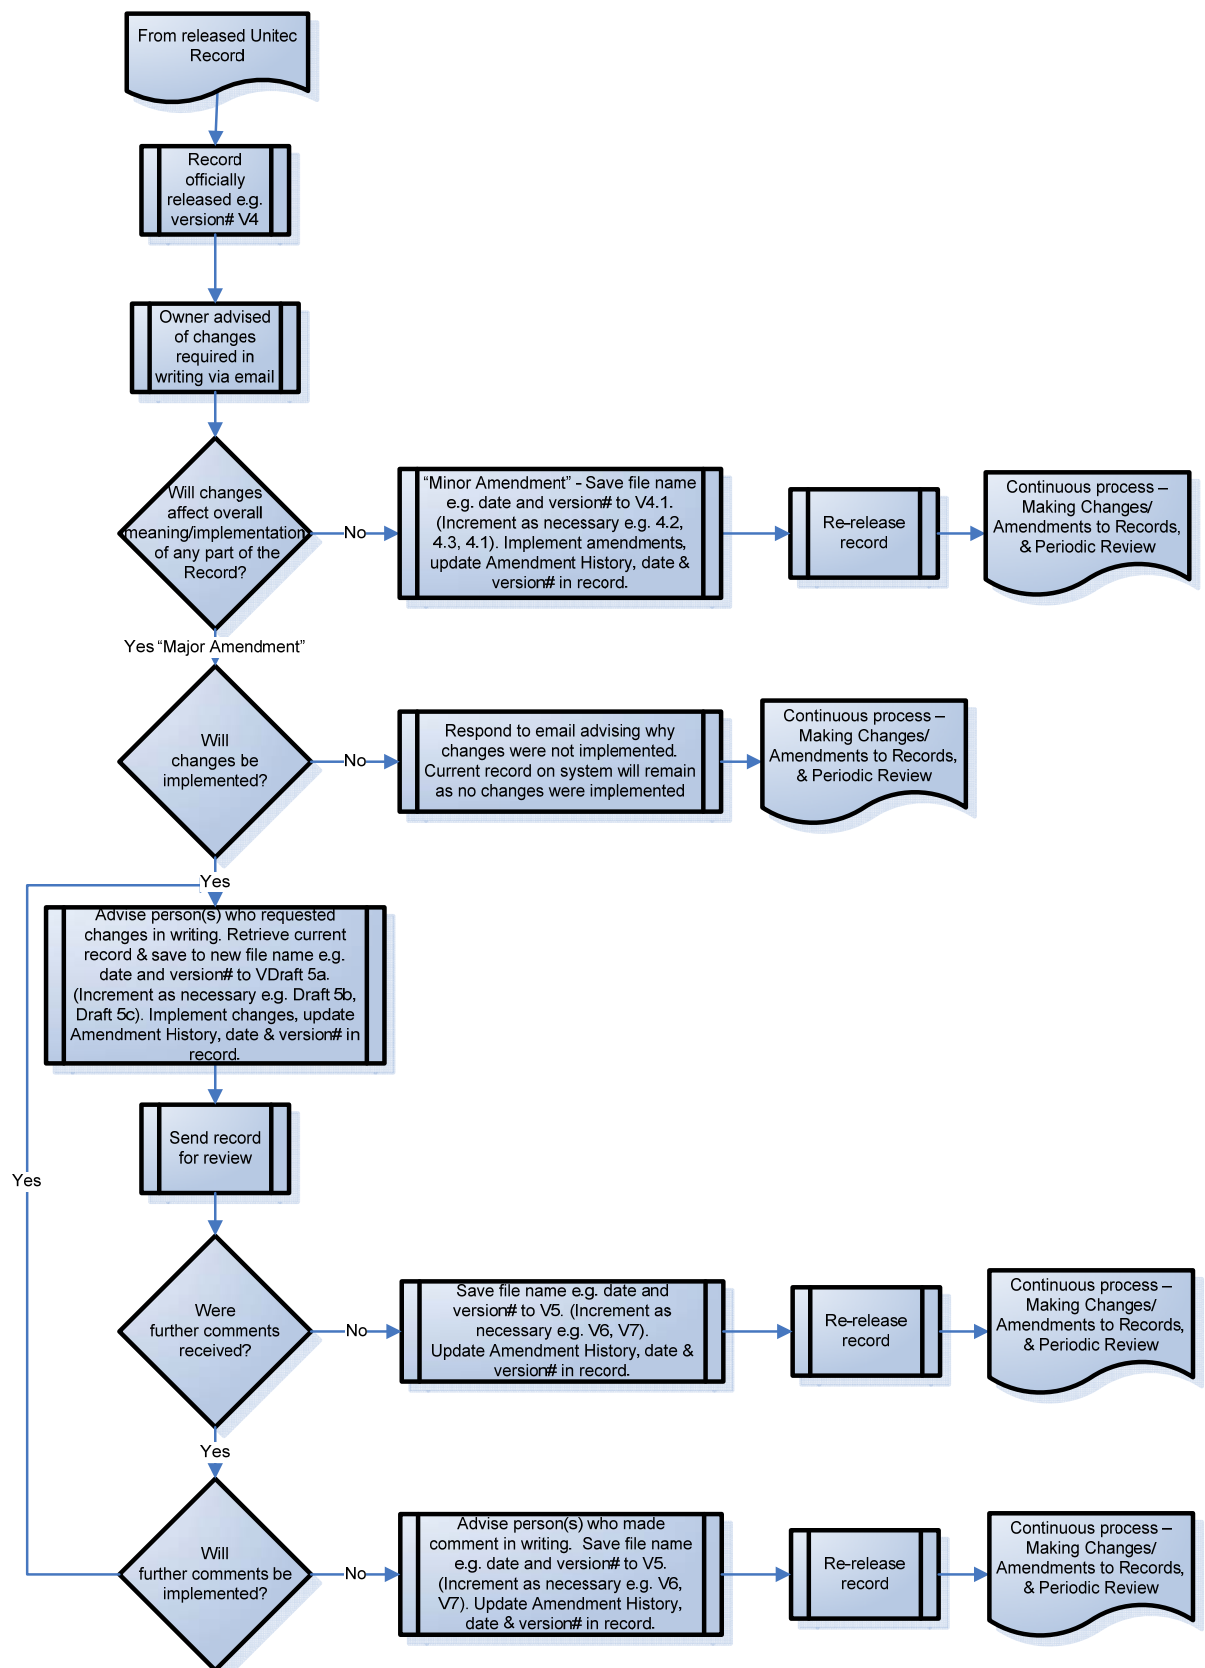 From released Unitec
Record
Record
officially
released e.g.
version# V4
Owner advised
of changes
required in
writing via email
Will changes
affect overall
meaning/implementation
of any part of the
Record?
No
“Minor Amendment” - Save file name
e.g. date and version# to V4.1.
(Increment as necessary e.g. 4.2,
4.3, 4.1). Implement amendments,
update Amendment History, date &
version# in record.
Re-release
record
Continuous process –
Making Changes/
Amendments to Records,
& Periodic Review
Yes “Major Amendment”
Will
changes be
implemented?
No
Respond to email advising why
changes were not implemented.
Current record on system will remain
as no changes were implemented
Continuous process –
Making Changes/
Amendments to Records,
& Periodic Review
Yes
Advise person(s) who requested
changes in writing. Retrieve current
record & save to new file name e.g.
date and version# to VDraft 5a.
(Increment as necessary e.g. Draft 5b,
Draft 5c). Implement changes, update
Amendment History, date & version# in
record.
Send record
for review
Yes
Were
further comments
received?
No
Save file name e.g. date and
version# to V5. (Increment as
necessary e.g. V6, V7).
Update Amendment History, date &
version# in record.
Re-release
record
Continuous process –
Making Changes/
Amendments to Records,
& Periodic Review
Yes
Will
further comments be
implemented?
No
Advise person(s) who made
comment in writing.  Save file name
e.g. date and version# to V5.
(Increment as necessary e.g. V6,
V7). Update Amendment History,
date & version# in record.
Re-release
record
Continuous process –
Making Changes/
Amendments to Records,
& Periodic Review